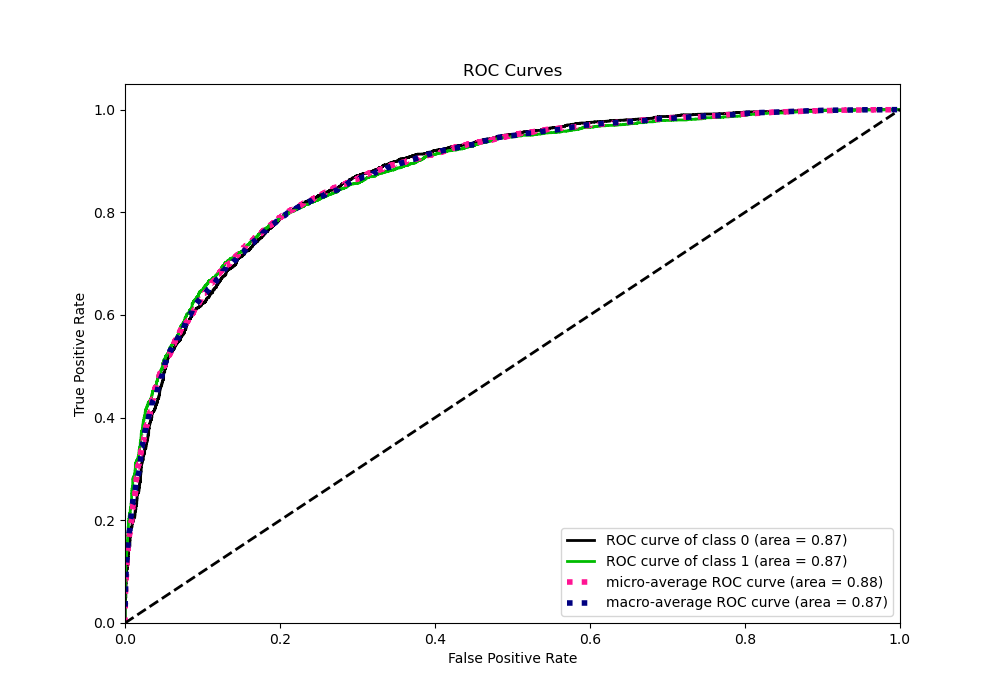 ROC Curves
True Positive Rate
1.0
0.8
0.6
0.4
0.2
0.0
0.0 0.2 0.4 0.6 0.8 1.0
False Positive Rate
ROC curve of class 0 (area = 0.87)
ROC curve of class 1 (area = 0.87)
micro-average ROC curve (area = 0.88)
macro-average ROC curve (area = 0.87)